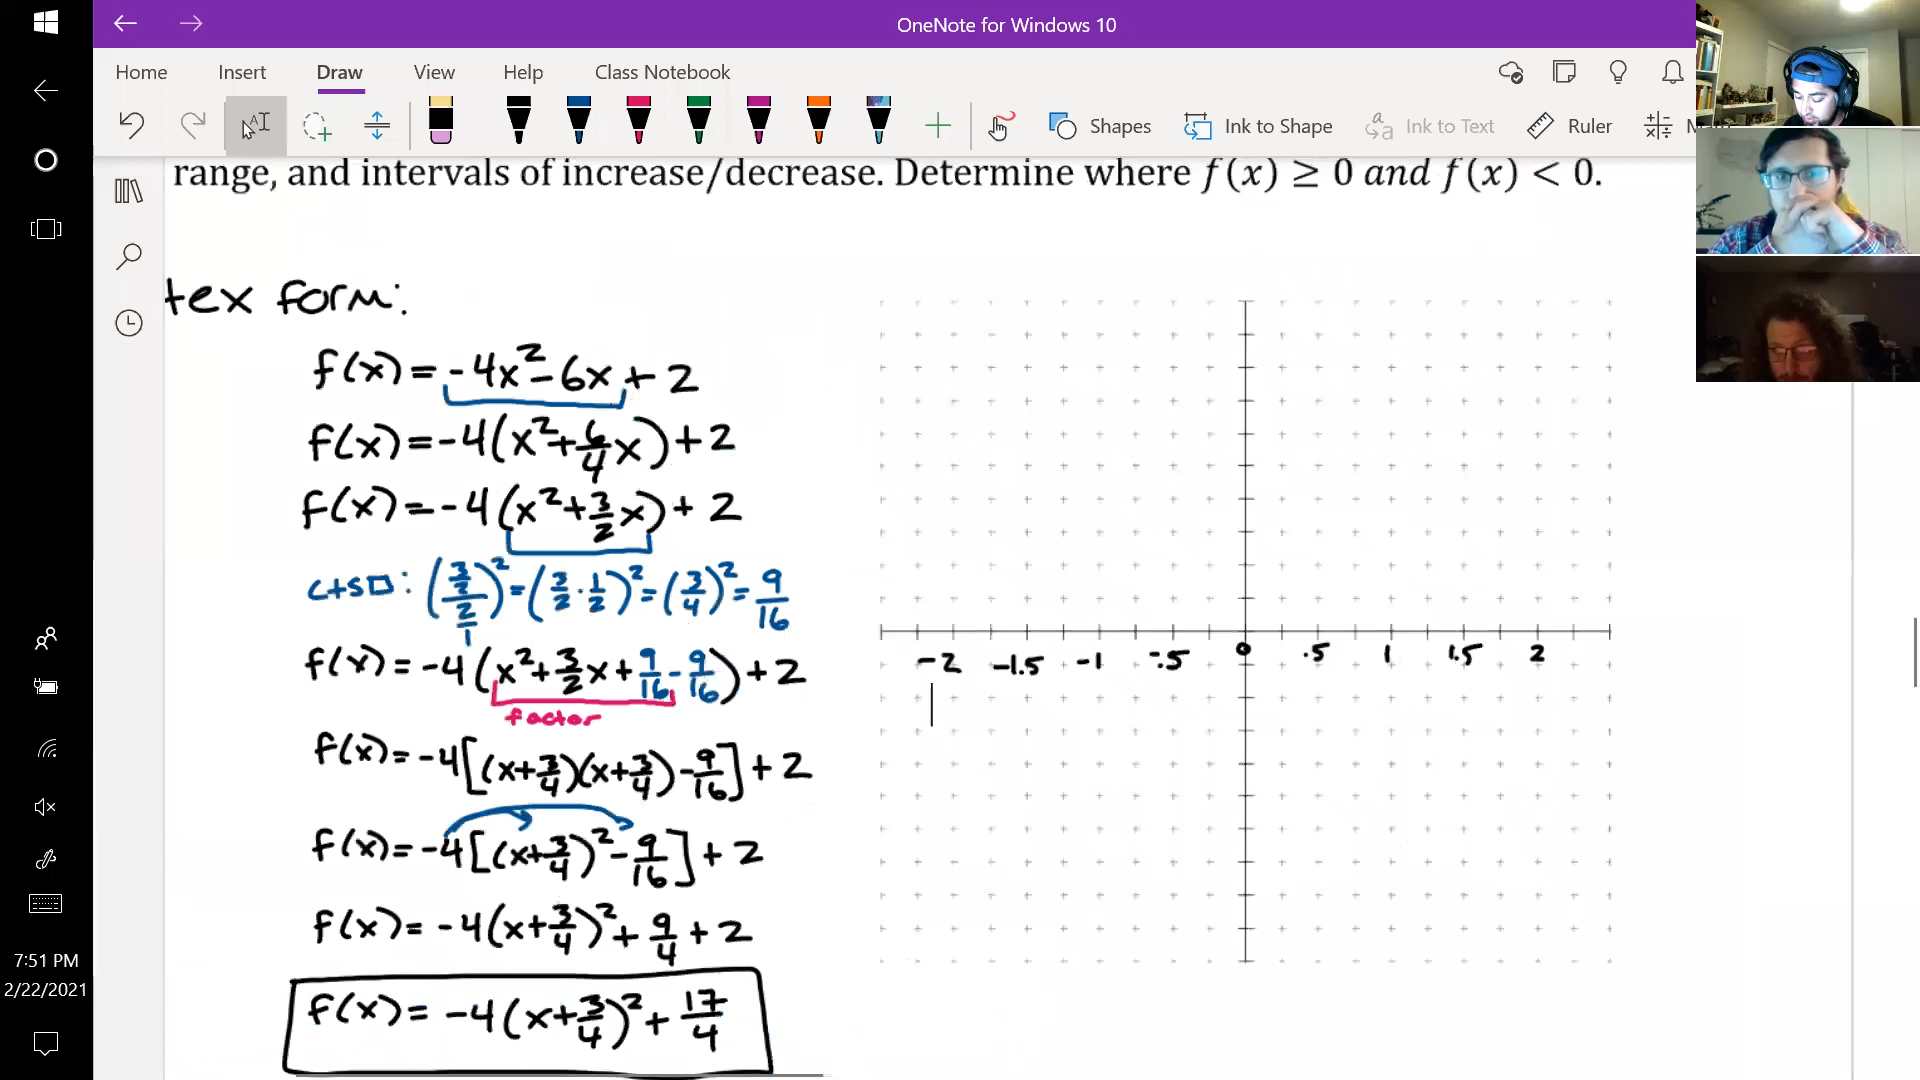 OneNote for Windows 10
Home Insert Draw View Help Class Notebook
Shapes Ink to Shape Ink to Text Ruler
range, and intervals of increase/decrease. Determine where f(x) ≥ 0 and f(x) < 0.
tex form:
f(x) = -4x² - 6x + 2
f(x) = -4(x² + 6/4 x) + 2
f(x) = -4(x² + 3/2 x) + 2
cts□: (3/2 / 2/1)² = (3/2 · 1/2)² = (3/4)² = 9/16
f(x) = -4(x² + 3/2 x + 9/16 - 9/16) + 2
factor
f(x) = -4[(x + 3/4)(x + 3/4) - 9/16] + 2
f(x) = -4[(x + 3/4)² - 9/16] + 2
f(x) = -4(x + 3/4)² + 9/4 + 2
f(x) = -4(x + 3/4)² + 17/4
-2 -1.5 -1 -.5 0 .5 1 1.5 2
7:51 PM
2/22/2021